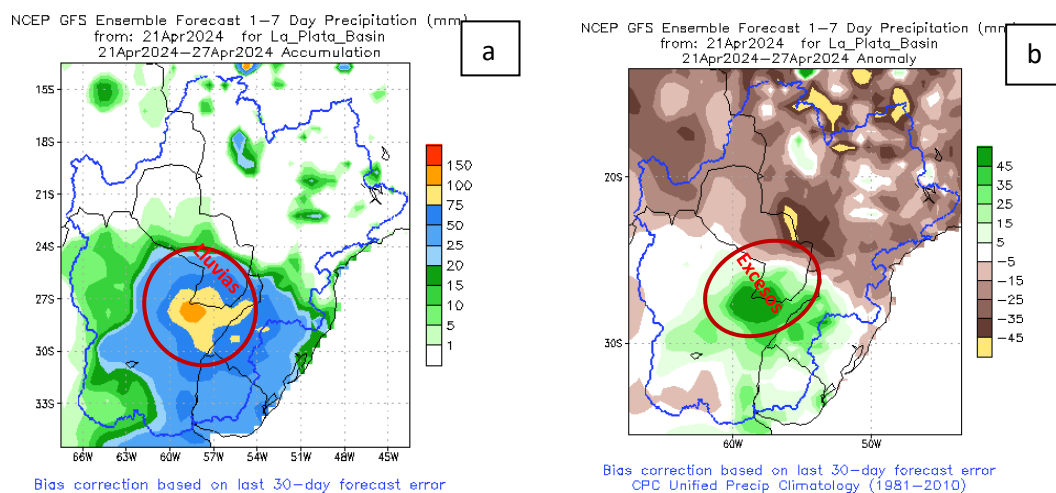 NCEP GFS Ensemble Forecast 1-7 Day Precipitation (mm)
from: 21Apr2024 for La_Plata_Basin
21Apr2024-27Apr2024 Accumulation
a
15S
18S
21S
24S
27S
30S
33S
66W 63W 60W 57W 54W 51W 48W 45W
Lluvias
150
100
75
50
25
20
15
10
5
1
Bias correction based on last 30-day forecast error
NCEP GFS Ensemble Forecast 1-7 Day Precipitation (mm
from: 21Apr2024 for La_Plata_Basin
21Apr2024-27Apr2024 Anomaly
b
20S
30S
60W 50W
Excesos
45
35
25
15
5
-5
-15
-25
-35
-45
Bias correction based on last 30-day forecast error
CPC Unified Precip Climatology (1981-2010)